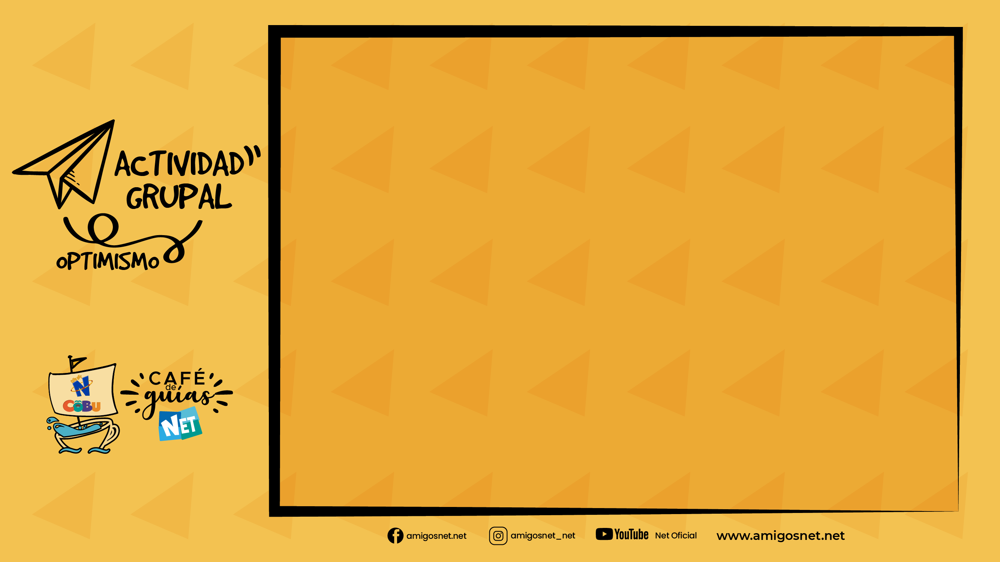 ACTIVIDAD
GRUPAL
OPTIMISMO
N
COBU
CAFÉ
de
guías
NET
amigosnet.net
amigosnet_net
YouTube Net Oficial
www.amigosnet.net